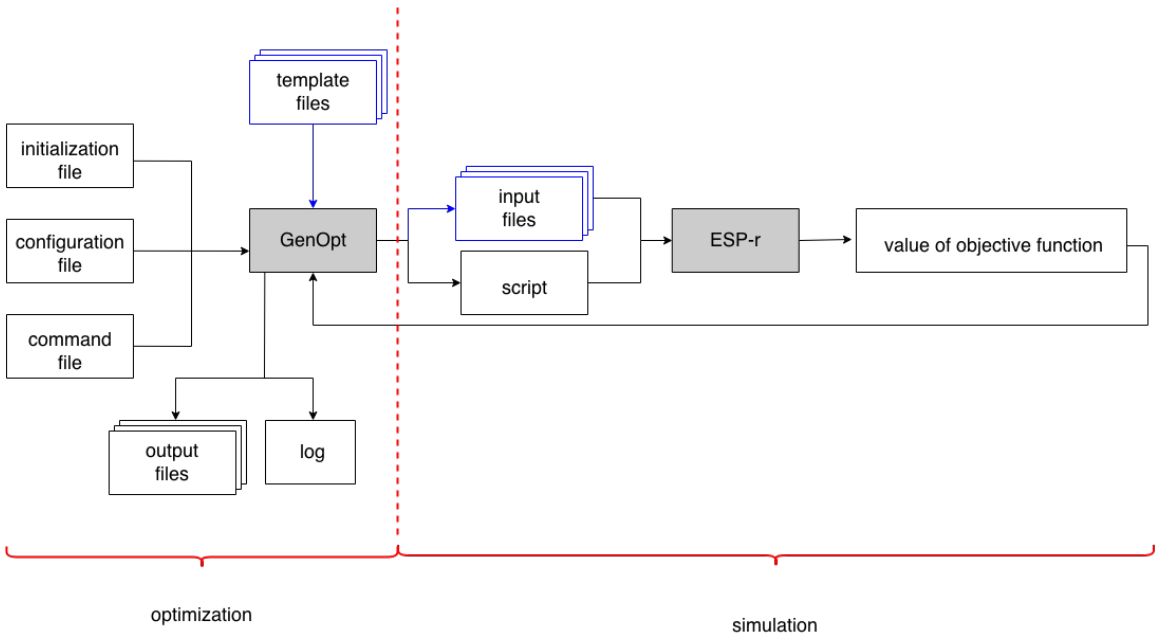 template
files
initialization
file
input
files
configuration
file
GenOpt
ESP-r
value of objective function
script
command
file
output
files
log
optimization
simulation